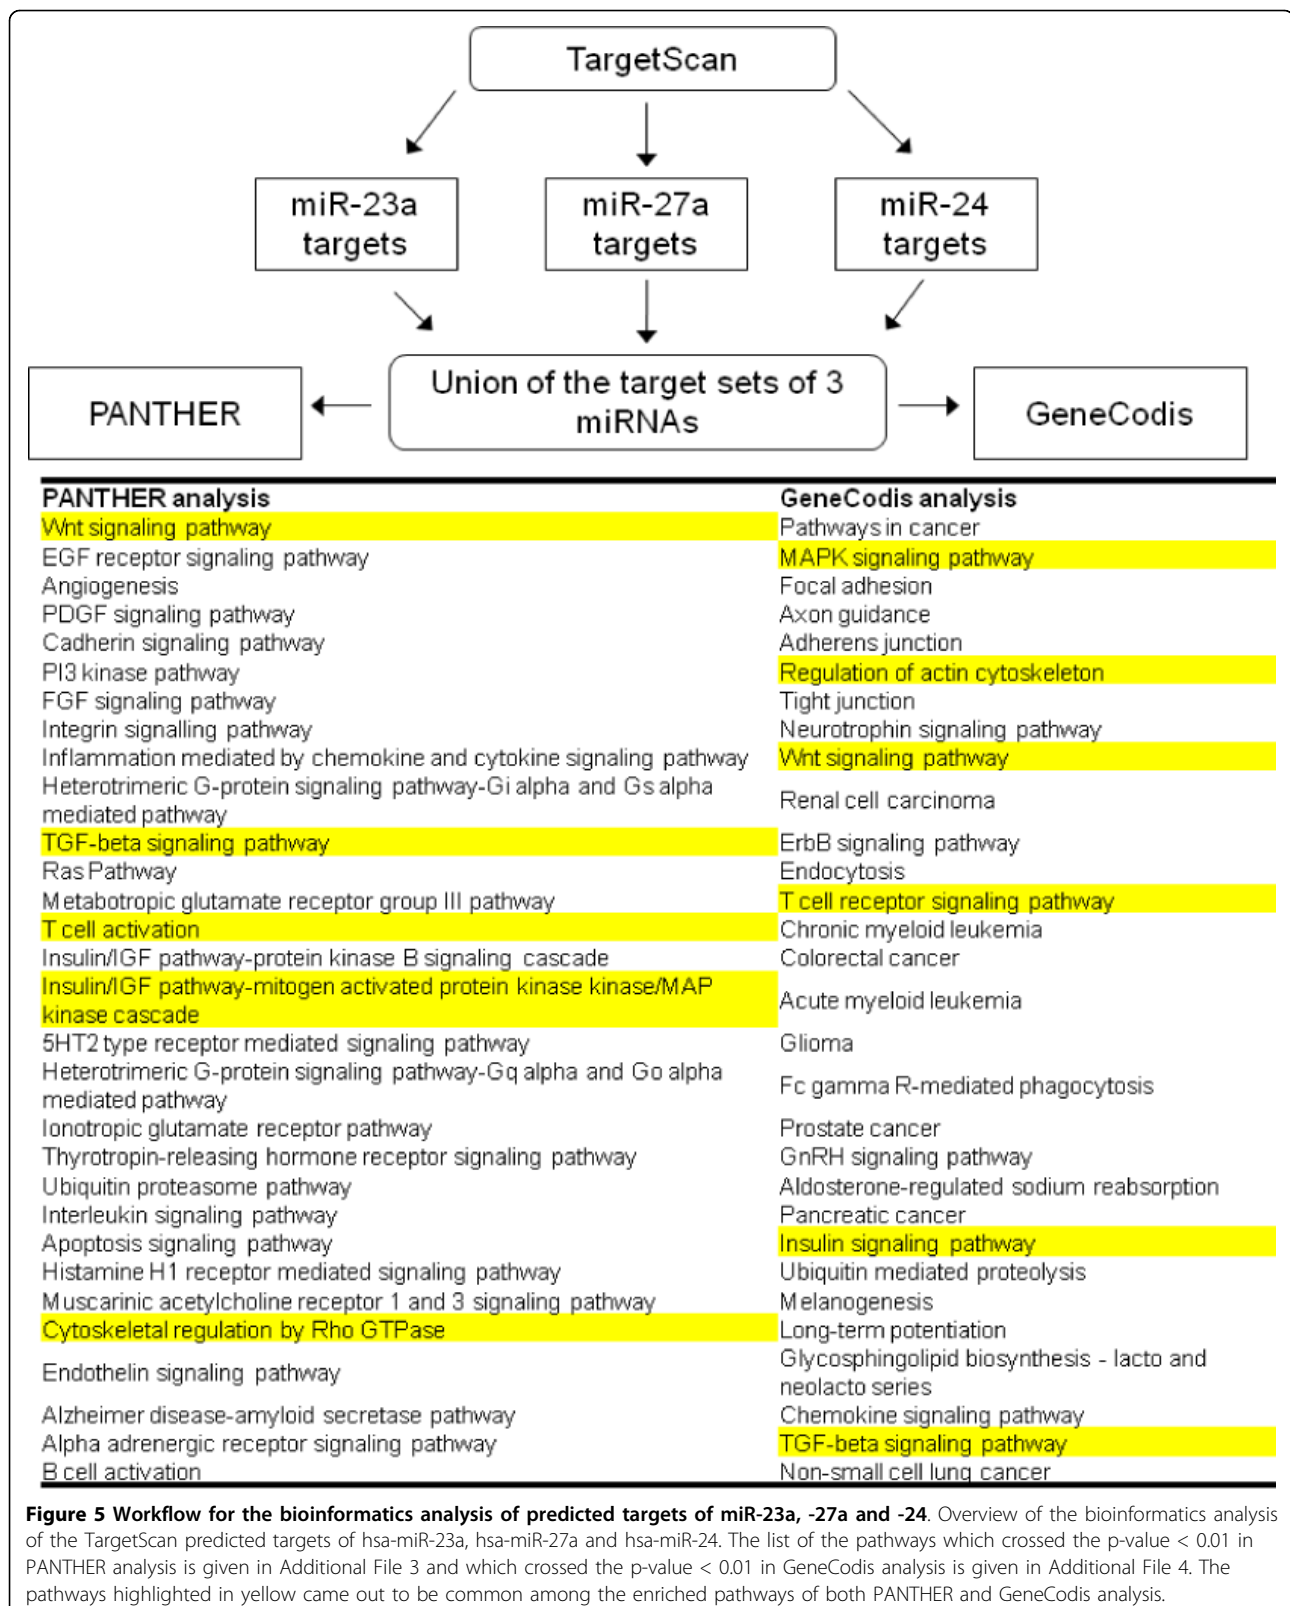 TargetScan
miR-23a
targets
miR-27a
targets
miR-24
targets
PANTHER
Union of the target sets of 3
miRNAs
GeneCodis
PANTHER analysis
Wnt signaling pathway
EGF receptor signaling pathway
Angiogenesis
PDGF signaling pathway
Cadherin signaling pathway
PI3 kinase pathway
FGF signaling pathway
Integrin signalling pathway
Inflammation mediated by chemokine and cytokine signaling pathway
Heterotrimeric G-protein signaling pathway-Gi alpha and Gs alpha
mediated pathway
TGF-beta signaling pathway
Ras Pathway
Metabotropic glutamate receptor group III pathway
T cell activation
Insulin/IGF pathway-protein kinase B signaling cascade
Insulin/IGF pathway-mitogen activated protein kinase kinase/MAP
kinase cascade
5HT2 type receptor mediated signaling pathway
Heterotrimeric G-protein signaling pathway-Gq alpha and Go alpha
mediated pathway
Ionotropic glutamate receptor pathway
Thyrotropin-releasing hormone receptor signaling pathway
Ubiquitin proteasome pathway
Interleukin signaling pathway
Apoptosis signaling pathway
Histamine H1 receptor mediated signaling pathway
Muscarinic acetylcholine receptor 1 and 3 signaling pathway
Cytoskeletal regulation by Rho GTPase
Endothelin signaling pathway
Alzheimer disease-amyloid secretase pathway
Alpha adrenergic receptor signaling pathway
B cell activation
GeneCodis analysis
Pathways in cancer
MAPK signaling pathway
Focal adhesion
Axon guidance
Adherens junction
Regulation of actin cytoskeleton
Tight junction
Neurotrophin signaling pathway
Wnt signaling pathway
Renal cell carcinoma
ErbB signaling pathway
Endocytosis
T cell receptor signaling pathway
Chronic myeloid leukemia
Colorectal cancer
Acute myeloid leukemia
Glioma
Fc gamma R-mediated phagocytosis
Prostate cancer
GnRH signaling pathway
Aldosterone-regulated sodium reabsorption
Pancreatic cancer
Insulin signaling pathway
Ubiquitin mediated proteolysis
Melanogenesis
Long-term potentiation
Glycosphingolipid biosynthesis - lacto and
neolacto series
Chemokine signaling pathway
TGF-beta signaling pathway
Non-small cell lung cancer
Figure 5 Workflow for the bioinformatics analysis of predicted targets of miR-23a, -27a and -24. Overview of the bioinformatics analysis
of the TargetScan predicted targets of hsa-miR-23a, hsa-miR-27a and hsa-miR-24. The list of the pathways which crossed the p-value < 0.01 in
PANTHER analysis is given in Additional File 3 and which crossed the p-value < 0.01 in GeneCodis analysis is given in Additional File 4. The
pathways highlighted in yellow came out to be common among the enriched pathways of both PANTHER and GeneCodis analysis.